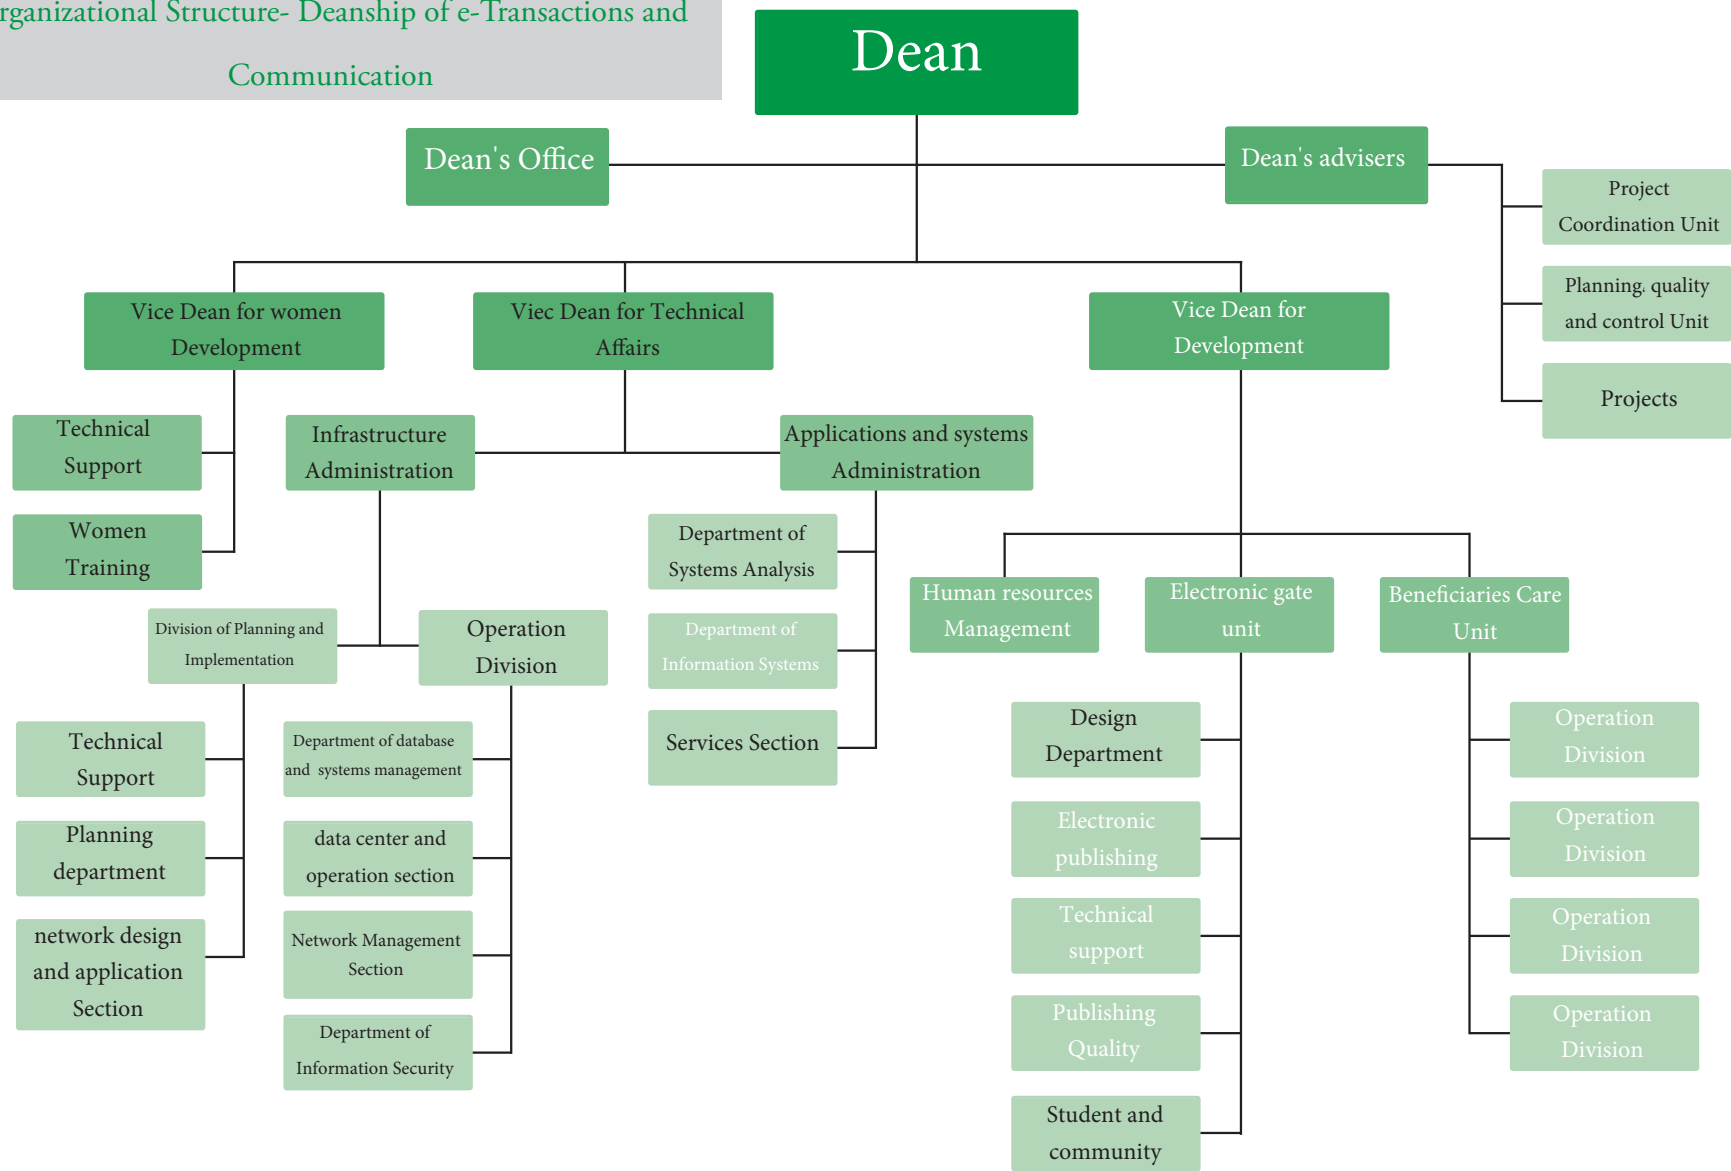 rganizational Structure- Deanship of e-Transactions and
Communication
Dean
Dean's Office
Dean's advisers
Project
Coordination Unit
Planning, quality
and control Unit
Projects
Vice Dean for women
Development
Viec Dean for Technical
Affairs
Vice Dean for
Development
Technical
Support
Women
Training
Infrastructure
Administration
Applications and systems
Administration
Department of
Systems Analysis
Department of
Information Systems
Services Section
Human resources
Management
Electronic gate
unit
Beneficiaries Care
Unit
Division of Planning and
Implementation
Operation
Division
Technical
Support
Planning
department
network design
and application
Section
Department of database
and systems management
data center and
operation section
Network Management
Section
Department of
Information Security
Design
Department
Electronic
publishing
Technical
support
Publishing
Quality
Student and
community
Operation
Division
Operation
Division
Operation
Division
Operation
Division